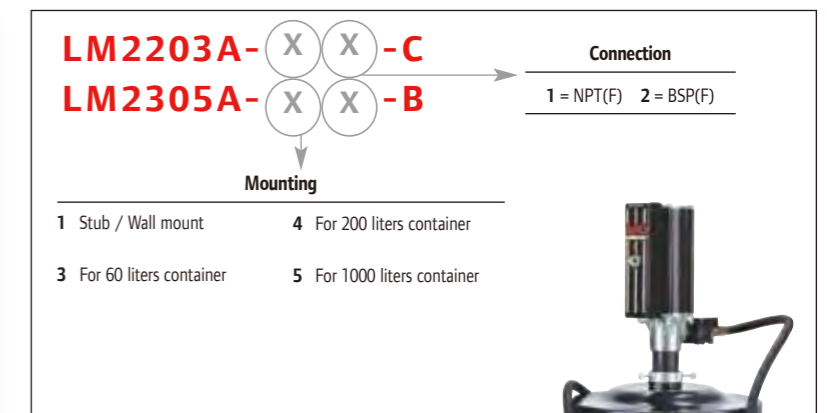 LM2203A- X X -C
LM2305A- X X -B
Connection
1 = NPT(F) 2 = BSP(F)
Mounting
1 Stub / Wall mount 4 For 200 liters container
3 For 60 liters container 5 For 1000 liters container